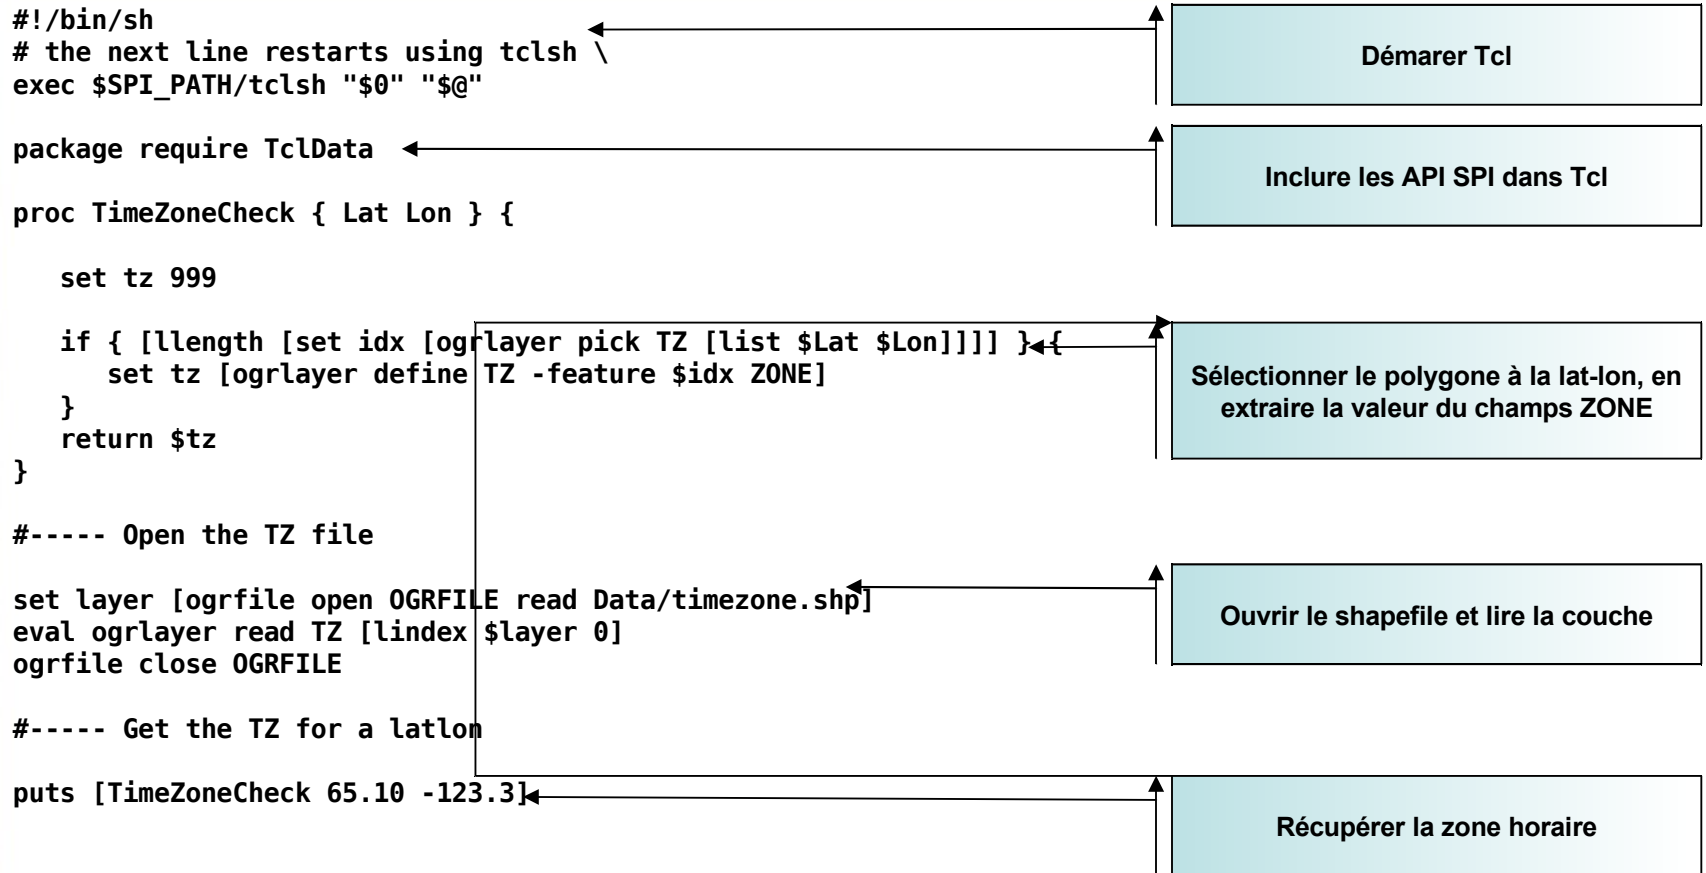 #!/bin/sh
# the next line restarts using tclsh \
exec $SPI_PATH/tclsh "$0" "$@"
Démarer Tcl
package require TclData
Inclure les API SPI dans Tcl
proc TimeZoneCheck { Lat Lon } {
set tz 999
if { [llength [set idx [ogrlayer pick TZ [list $Lat $Lon]]]] } {
set tz [ogrlayer define TZ -feature $idx ZONE]
}
return $tz
}
Sélectionner le polygone à la lat-lon, en
extraire la valeur du champs ZONE
#----- Open the TZ file
set layer [ogrfile open OGRFILE read Data/timezone.shp]
eval ogrlayer read TZ [lindex $layer 0]
ogrfile close OGRFILE
Ouvrir le shapefile et lire la couche
#----- Get the TZ for a latlon
puts [TimeZoneCheck 65.10 -123.3]
Récupérer la zone horaire